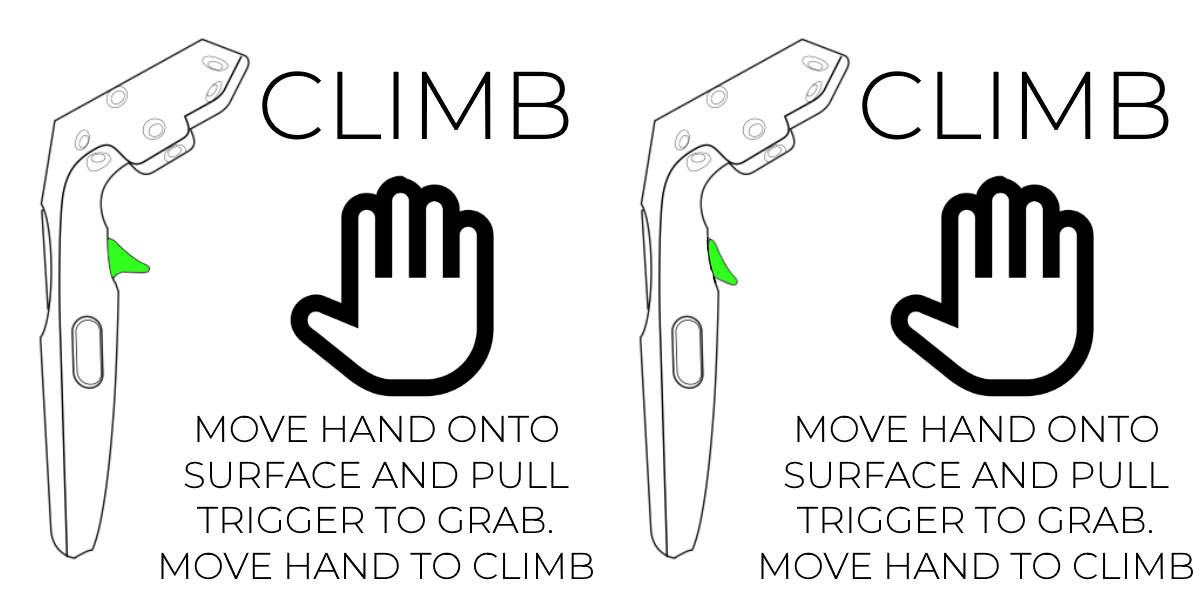 CLIMB
MOVE HAND ONTO
SURFACE AND PULL
TRIGGER TO GRAB.
MOVE HAND TO CLIMB
CLIMB
MOVE HAND ONTO
SURFACE AND PULL
TRIGGER TO GRAB.
MOVE HAND TO CLIMB